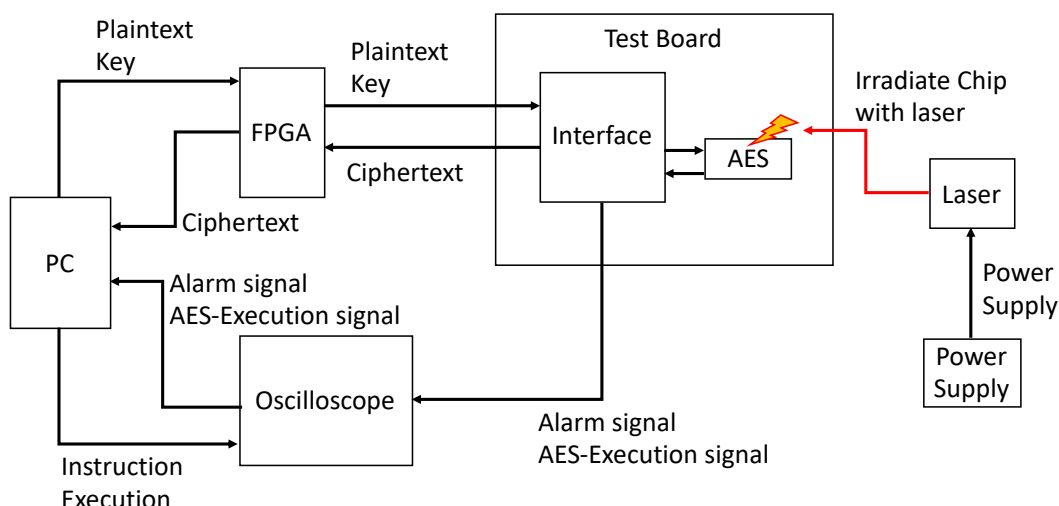 Plaintext
Key
Plaintext
Key
Test Board
Irradiate Chip
with laser
FPGA
Interface
AES
Ciphertext
Laser
Ciphertext
PC
Alarm signal
AES-Execution signal
Power
Supply
Power
Supply
Oscilloscope
Alarm signal
AES-Execution signal
Instruction
Execution